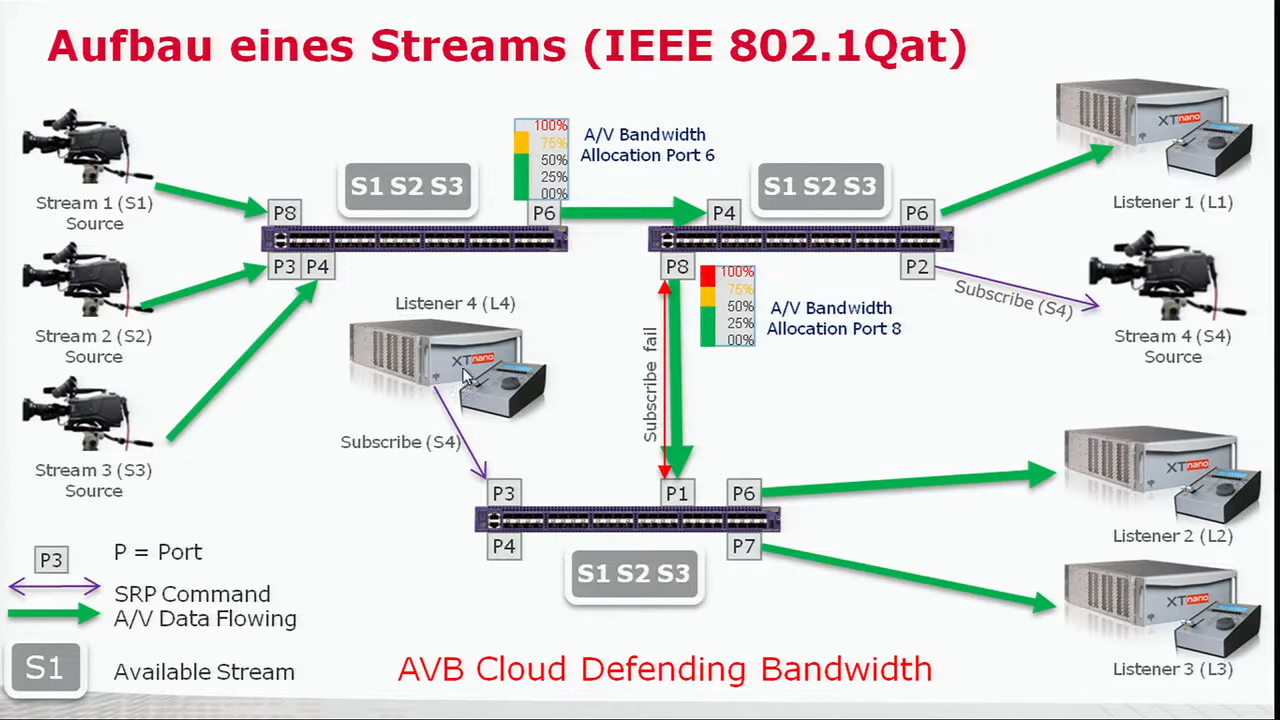 Aufbau eines Streams (IEEE 802.1Qat)
Stream 1 (S1)
Source
Stream 2 (S2)
Source
Stream 3 (S3)
Source
P8
P3
P4
S1 S2 S3
P6
100%
75%
50%
25%
00%
A/V Bandwidth
Allocation Port 6
P4
S1 S2 S3
P6
P8
P2
100%
75%
50%
25%
00%
A/V Bandwidth
Allocation Port 8
XTnano
Listener 1 (L1)
Subscribe (S4)
Stream 4 (S4)
Source
Listener 4 (L4)
XTnano
Subscribe (S4)
Subscribe fail
P3
P1
P6
P4
P7
S1 S2 S3
XTnano
Listener 2 (L2)
XTnano
Listener 3 (L3)
P3
P = Port
SRP Command
A/V Data Flowing
S1
Available Stream
AVB Cloud Defending Bandwidth